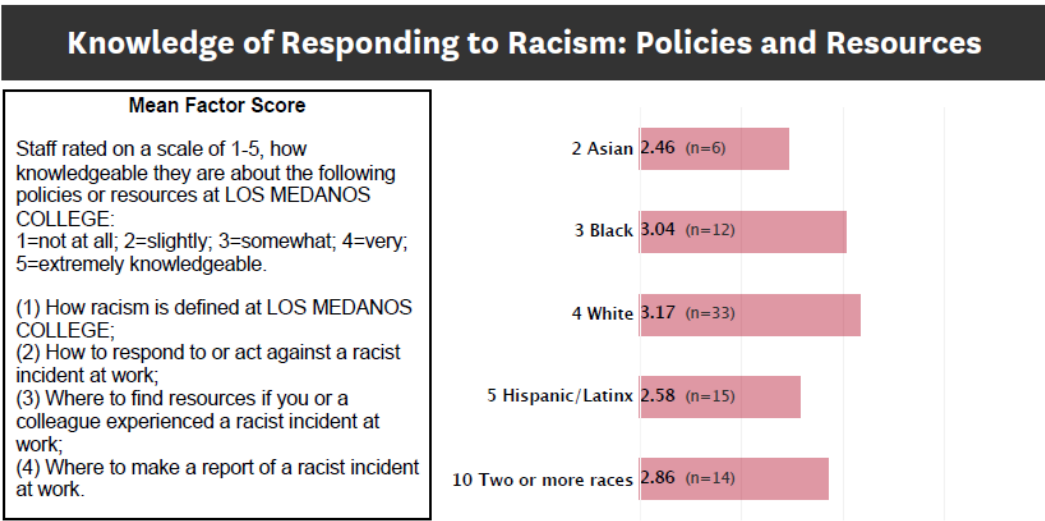 Knowledge of Responding to Racism: Policies and Resources
Mean Factor Score
Staff rated on a scale of 1-5, how
knowledgeable they are about the following
policies or resources at LOS MEDANOS
COLLEGE:
1=not at all; 2=slightly; 3=somewhat; 4=very;
5=extremely knowledgeable.
(1) How racism is defined at LOS MEDANOS
COLLEGE;
(2) How to respond to or act against a racist
incident at work;
(3) Where to find resources if you or a
colleague experienced a racist incident at
work;
(4) Where to make a report of a racist incident
at work.
2 Asian 2.46 (n=6)
3 Black 3.04 (n=12)
4 White 3.17 (n=33)
5 Hispanic/Latinx 2.58 (n=15)
10 Two or more races 2.86 (n=14)